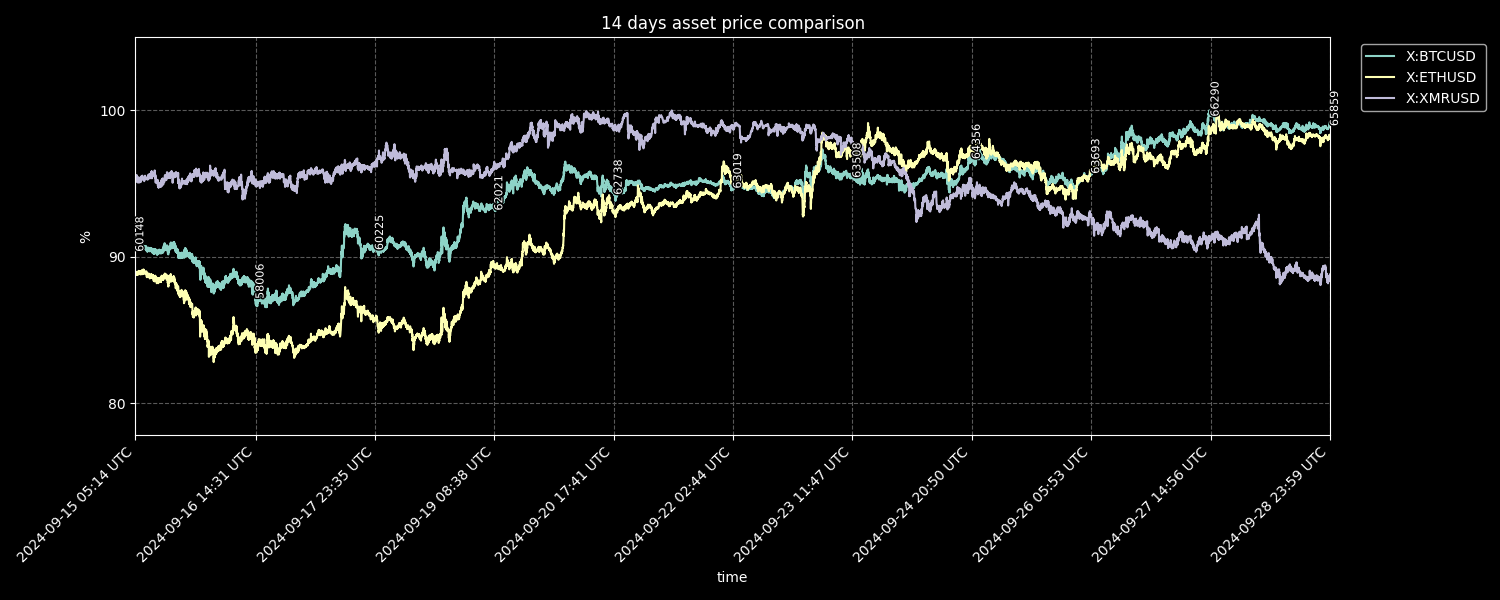 14 days asset price comparison
X:BTCUSD
X:ETHUSD
X:XMRUSD
%
100
90
80
60148
58006
60225
62021
62738
63019
63508
64356
63693
66290
65859
2024-09-15 05:14 UTC
2024-09-16 14:31 UTC
2024-09-17 23:35 UTC
2024-09-19 08:38 UTC
2024-09-20 17:41 UTC
2024-09-22 02:44 UTC
2024-09-23 11:47 UTC
2024-09-24 20:50 UTC
2024-09-26 05:53 UTC
2024-09-27 14:56 UTC
2024-09-28 23:59 UTC
time